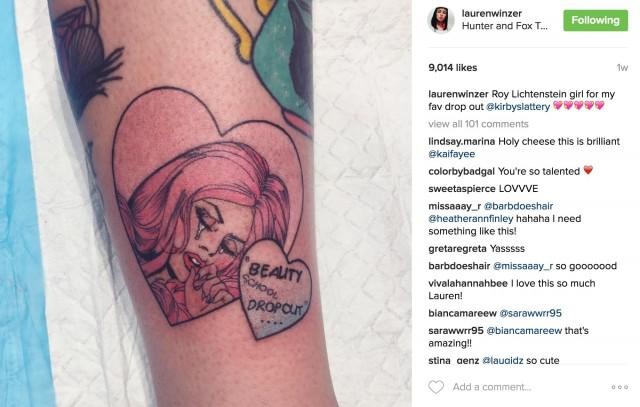 "BEAUTY
SCHOOL
DROPOUT"
....
laurenwinzer
Hunter and Fox T...
Following
9,014 likes
1w
laurenwinzer Roy Lichtenstein girl for my
fav drop out @kirbyslattery 💖💖💖💖💖
view all 101 comments
lindsay.marina Holy cheese this is brilliant
@kaifayee
colorbybadgal You're so talented ❤️
sweetaspierce LOVVVE
missaaay_r @barbdoeshair
@heatherannfinley hahaha I need
something like this!
gretaregreta Yasssss
barbdoeshair @missaaay_r so gooooood
vivalahannahbee I love this so much
Lauren!
biancamareew @sarawwrr95
sarawwrr95 @biancamareew that's
amazing!!
stina_genz @laugidz so cute
Add a comment...